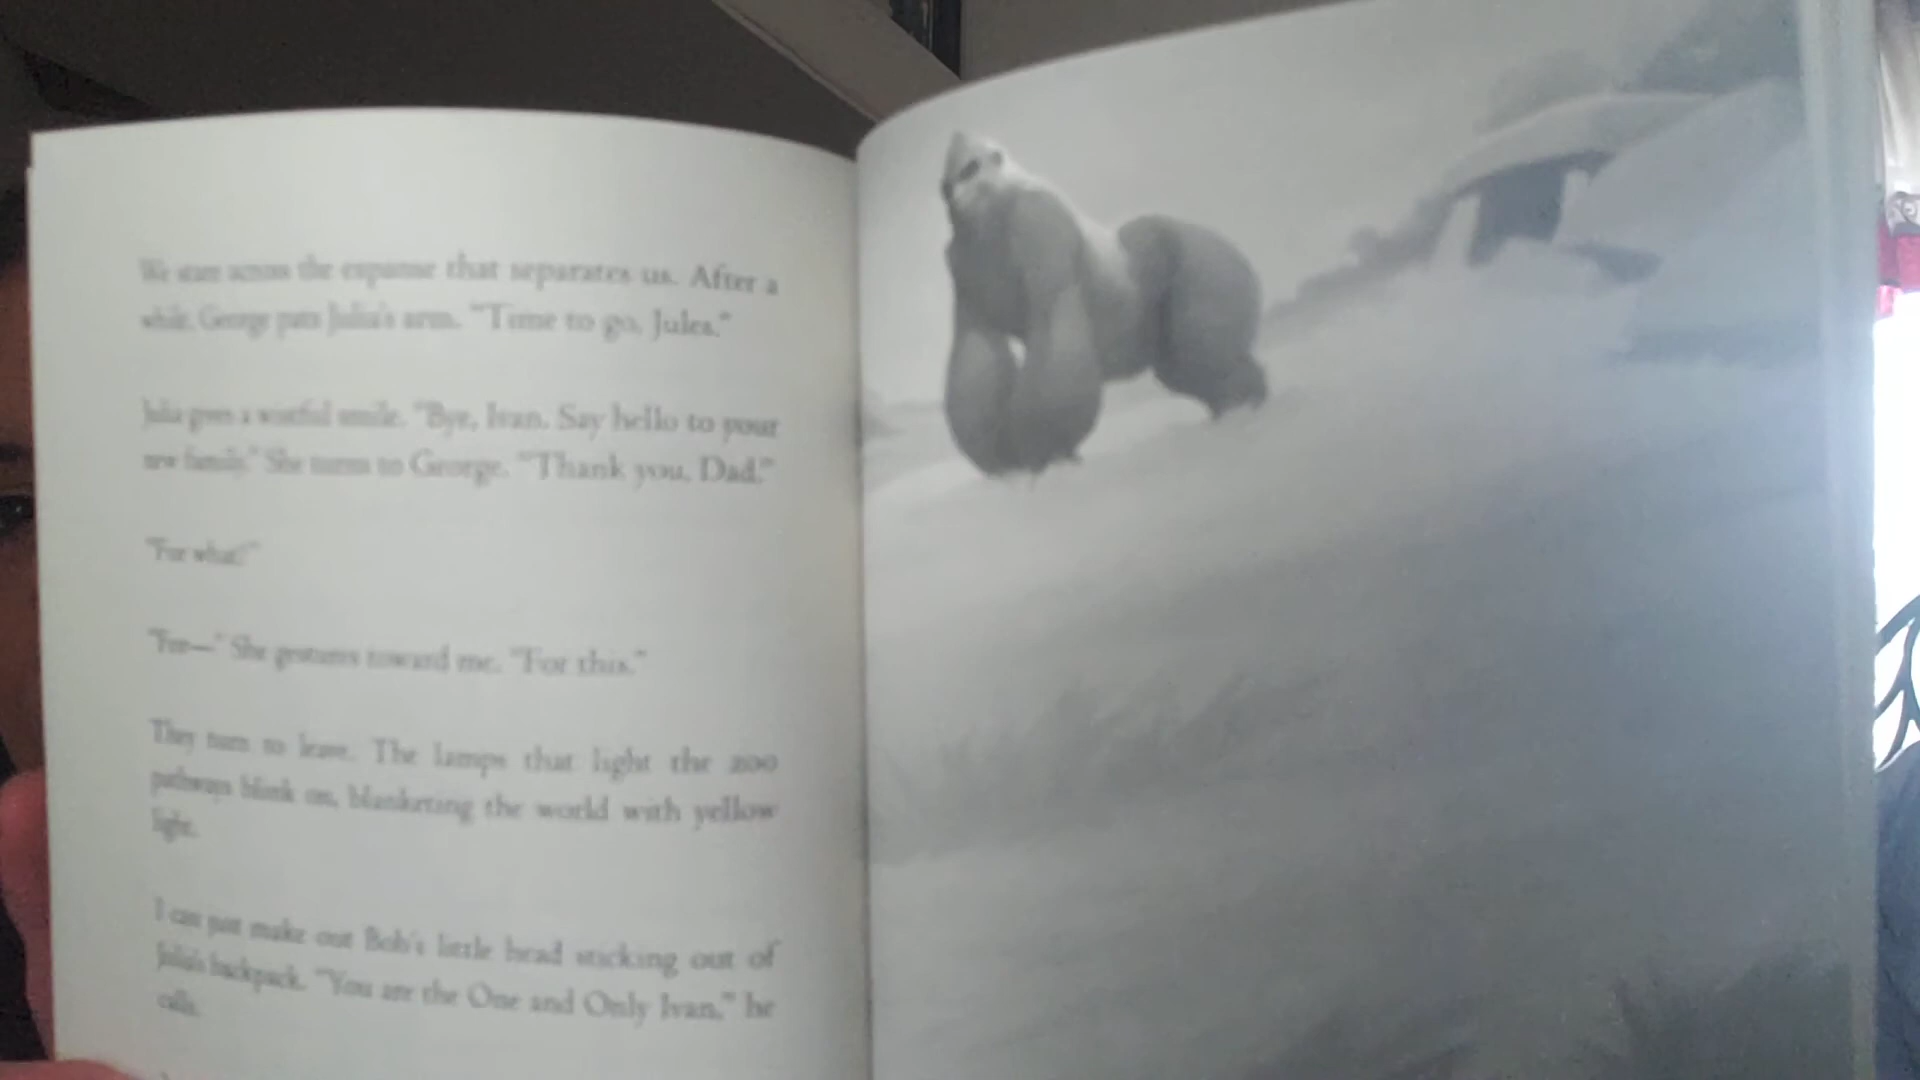 We stare across the expanse that separates us. After a
while, George pats Julia's arm. "Time to go, Jules."
Julia gives a wistful smile. "Bye, Ivan. Say hello to your
new family." She turns to George. "Thank you, Dad."
"For what?"
"For—" She gestures toward me. "For this."
They turn to leave. The lamps that light the zoo
pathways blink on, blanketing the world with yellow
light.
I can just make out Bob's little head sticking out of
Julia's backpack. "You are the One and Only Ivan," he
calls.